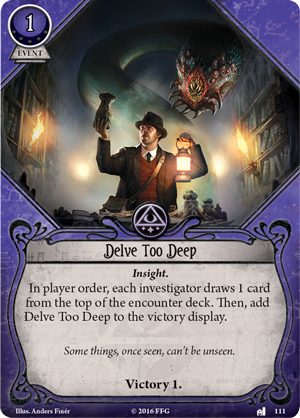 1
EVENT
Delve Too Deep
Insight.
In player order, each investigator draws 1 card
from the top of the encounter deck. Then, add
Delve Too Deep to the victory display.
Some things, once seen, can't be unseen.
Victory 1.
Illus. Anders Finér
© 2016 FFG
111